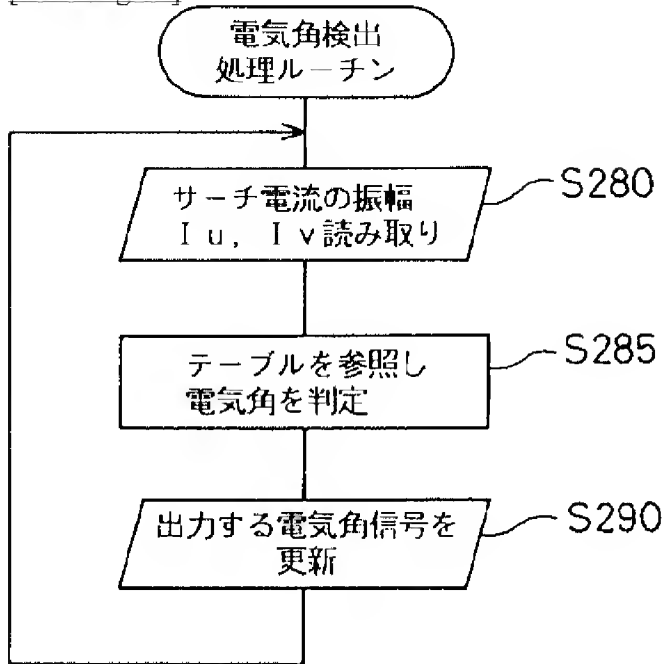 電気角検出
処理ルーチン
サーチ電流の振幅
Ｉｕ，Ｉｖ読み取り
S280
テーブルを参照し
電気角を判定
S285
出力する電気角信号を
更新
S290